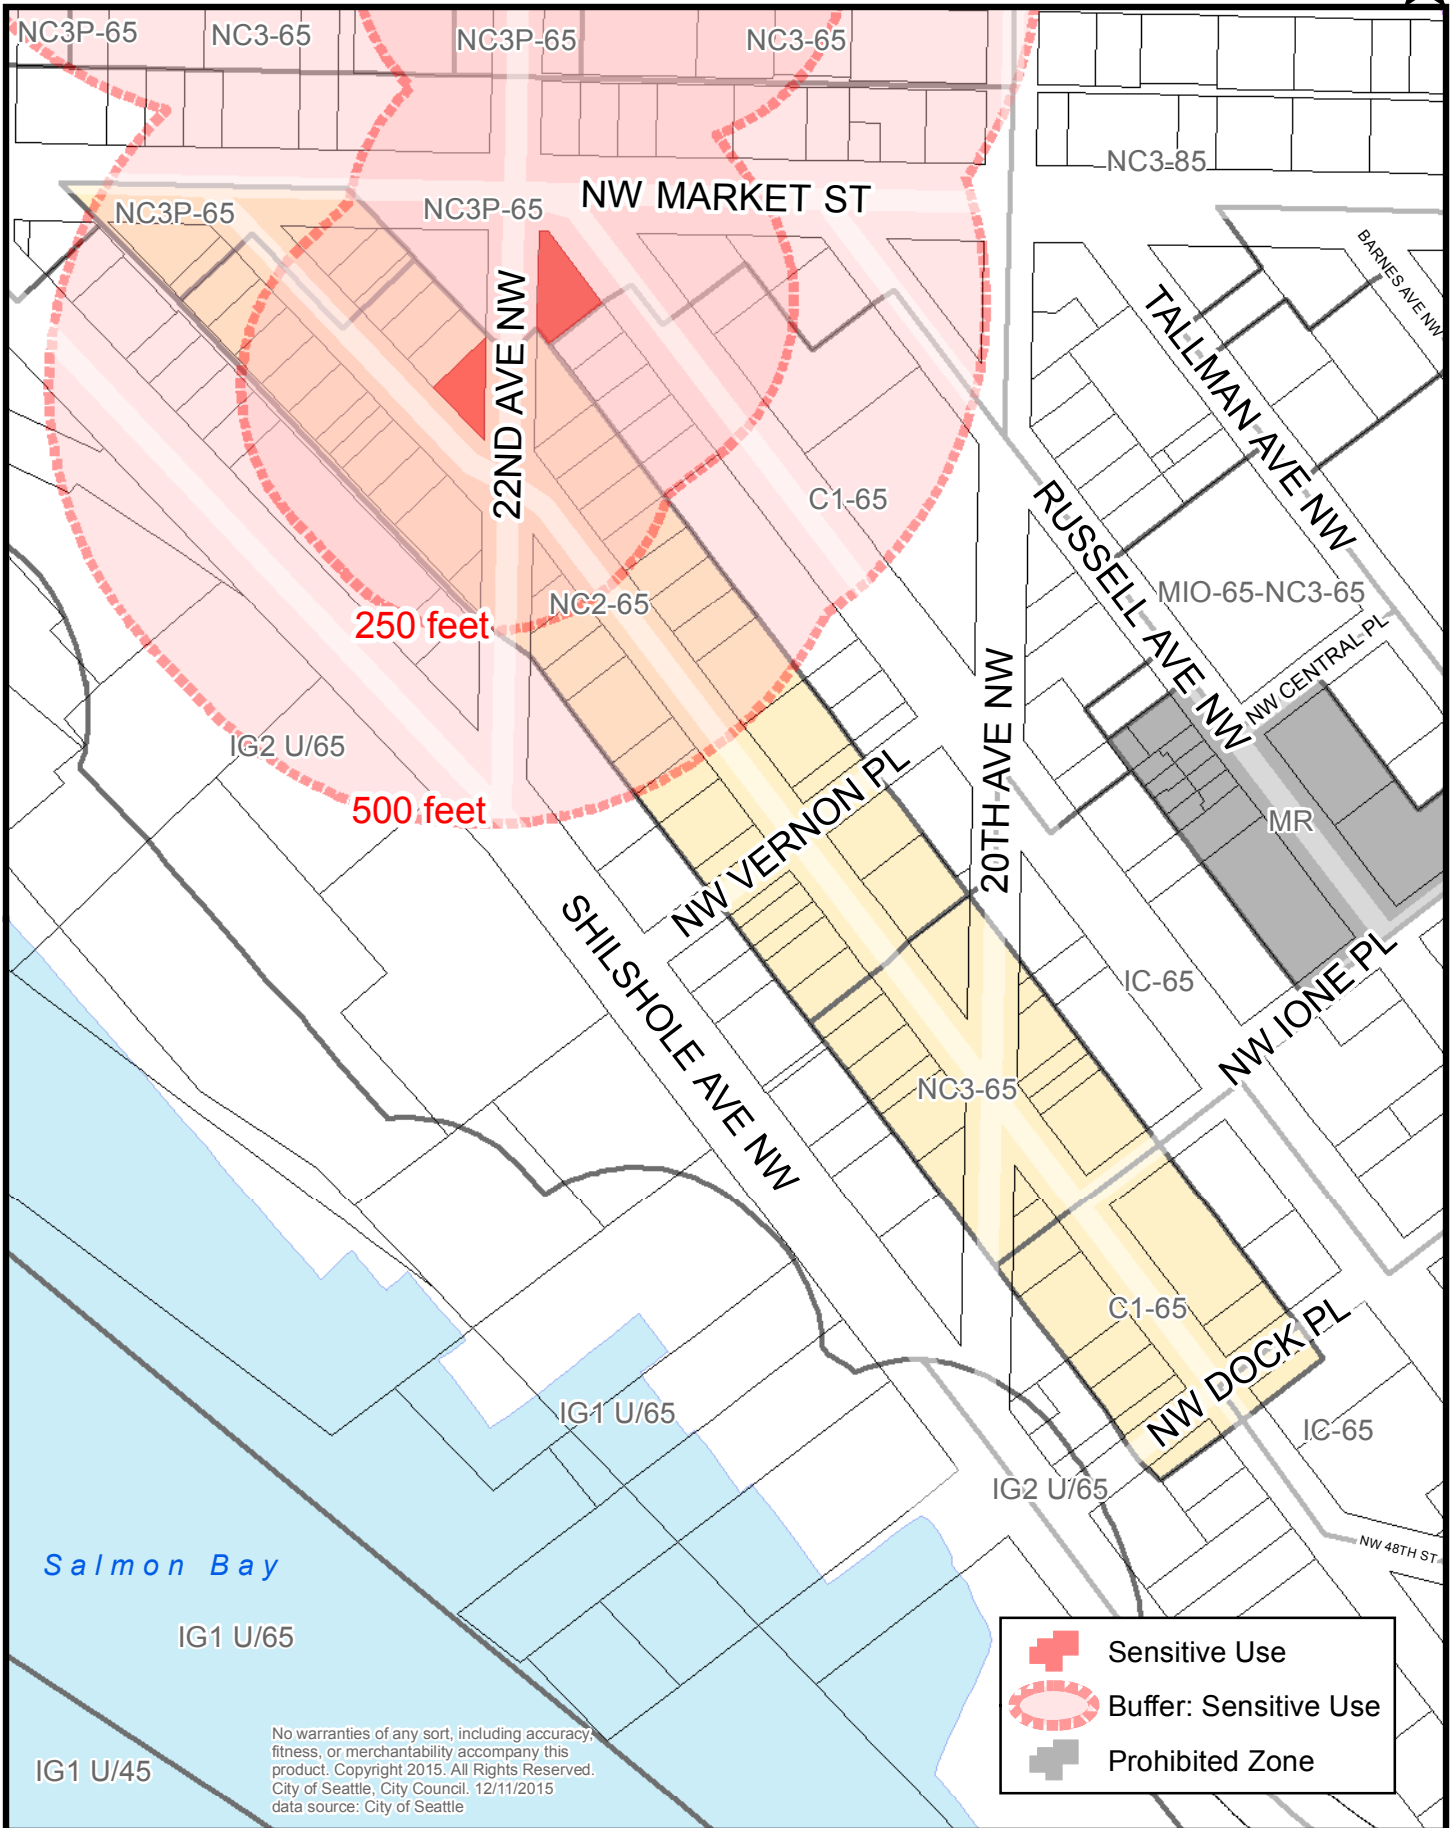 NC3P-65
NC3-65
NC3P-65
NC3-65
NC3-85
NW MARKET ST
NC3P-65
NC3P-65
BARNES AVE NW
TALLMAN AVE NW
22ND AVE NW
C1-65
RUSSELL AVE NW
MIO-65-NC3-65
NC2-65
250 feet
NW CENTRAL PL
20TH AVE NW
IG2 U/65
500 feet
NW VERNON PL
MR
SHILSHOLE AVE NW
IC-65
NW IONE PL
NC3-65
C1-65
NW DOCK PL
IG1 U/65
IC-65
IG2 U/65
NW 48TH ST
Salmon Bay
IG1 U/65
IG1 U/45
Sensitive Use
Buffer: Sensitive Use
Prohibited Zone
No warranties of any sort, including accuracy,
fitness, or merchantability accompany this
product. Copyright 2015. All Rights Reserved.
City of Seattle, City Council. 12/11/2015
data source: City of Seattle